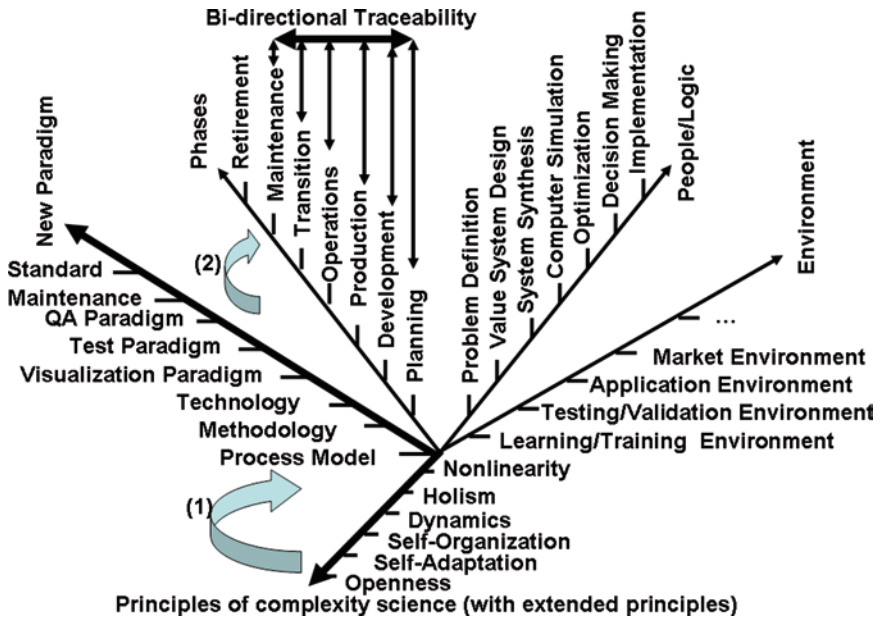 Bi-directional Traceability
New Paradigm
Standard
Maintenance
QA Paradigm
Test Paradigm
Visualization Paradigm
Technology
Methodology
Process Model
(2)
Phases
Retirement
Maintenance
Transition
Operations
Production
Development
Planning
Problem Definition
Value System Design
System Synthesis
Computer Simulation
Optimization
Decision Making
Implementation
People/Logic
Environment
...
Market Environment
Application Environment
Testing/Validation Environment
Learning/Training Environment
(1)
Nonlinearity
Holism
Dynamics
Self-Organization
Self-Adaptation
Openness
Principles of complexity science (with extended principles)